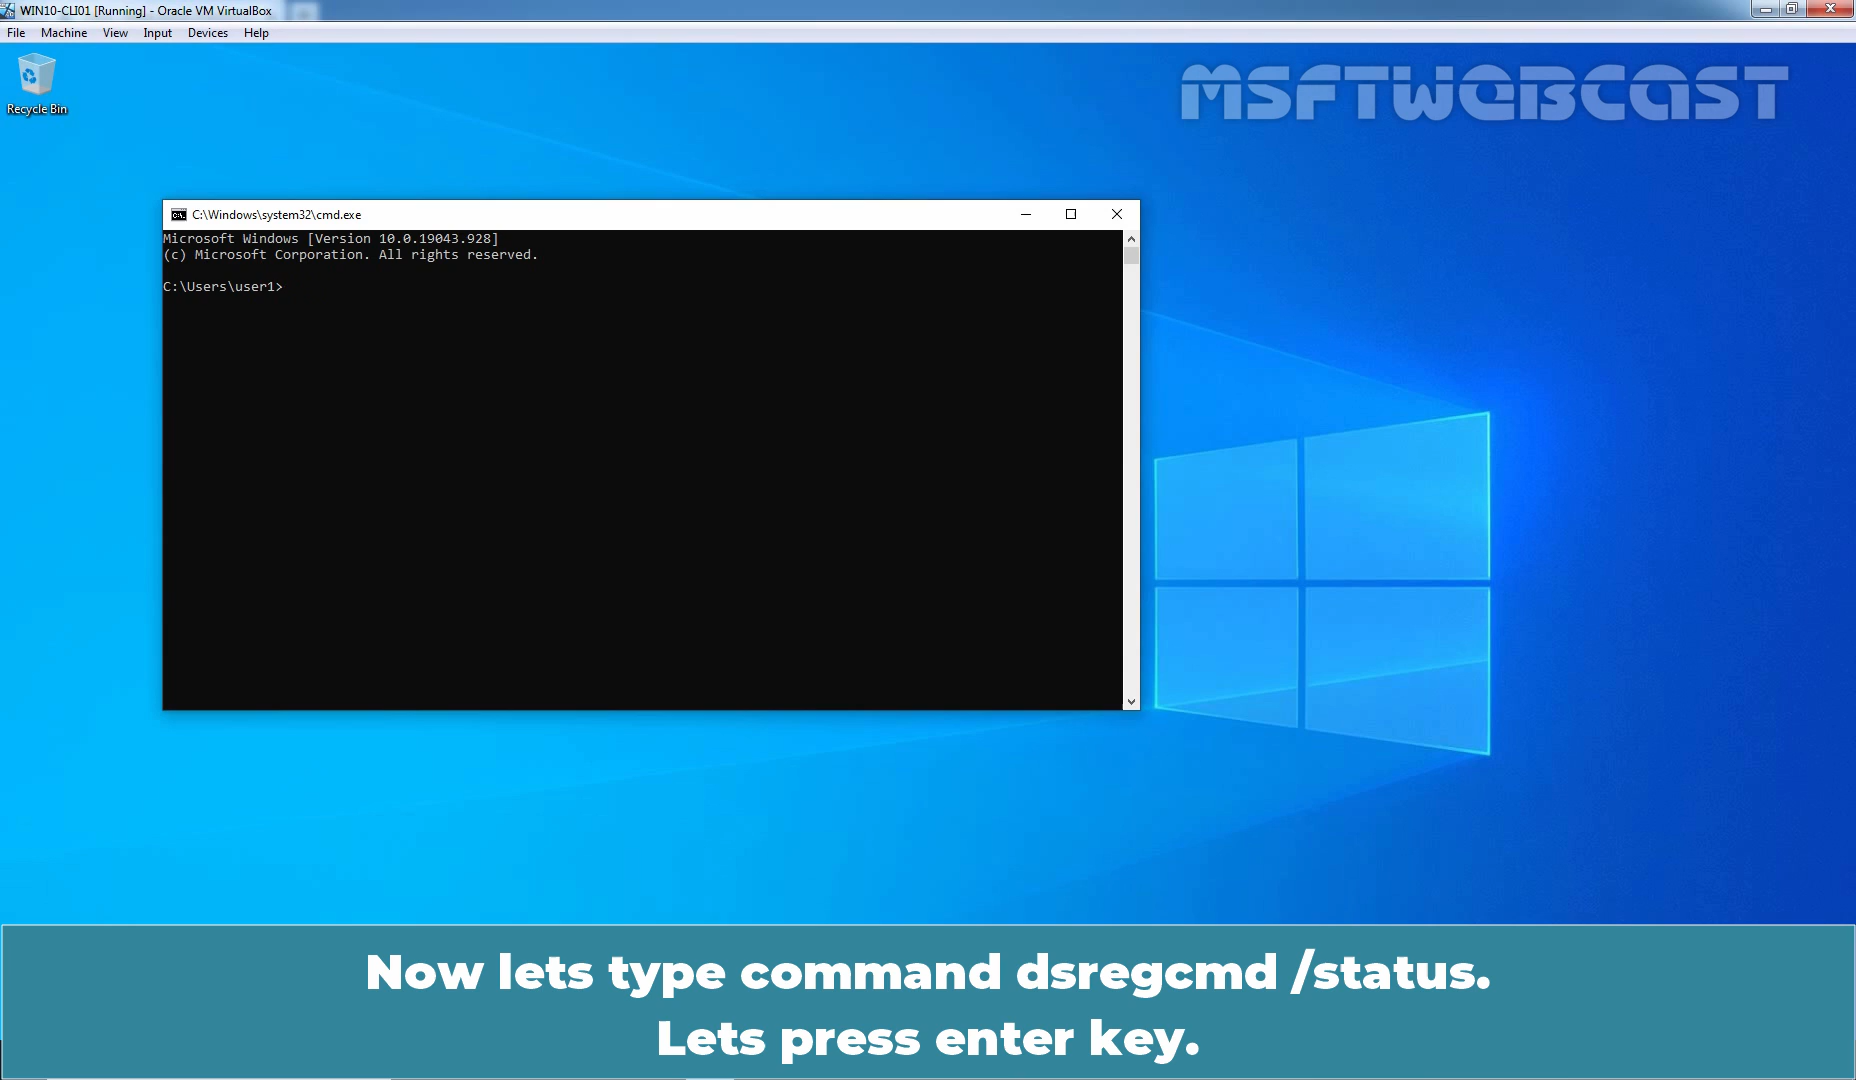 WIN10-CLI01 [Running] - Oracle VM VirtualBox
File Machine View Input Devices Help
Recycle Bin
MSFTWEBCAST
C:\Windows\system32\cmd.exe
Microsoft Windows [Version 10.0.19043.928]
(c) Microsoft Corporation. All rights reserved.
C:\Users\user1>
Now lets type command dsregcmd /status.
Lets press enter key.